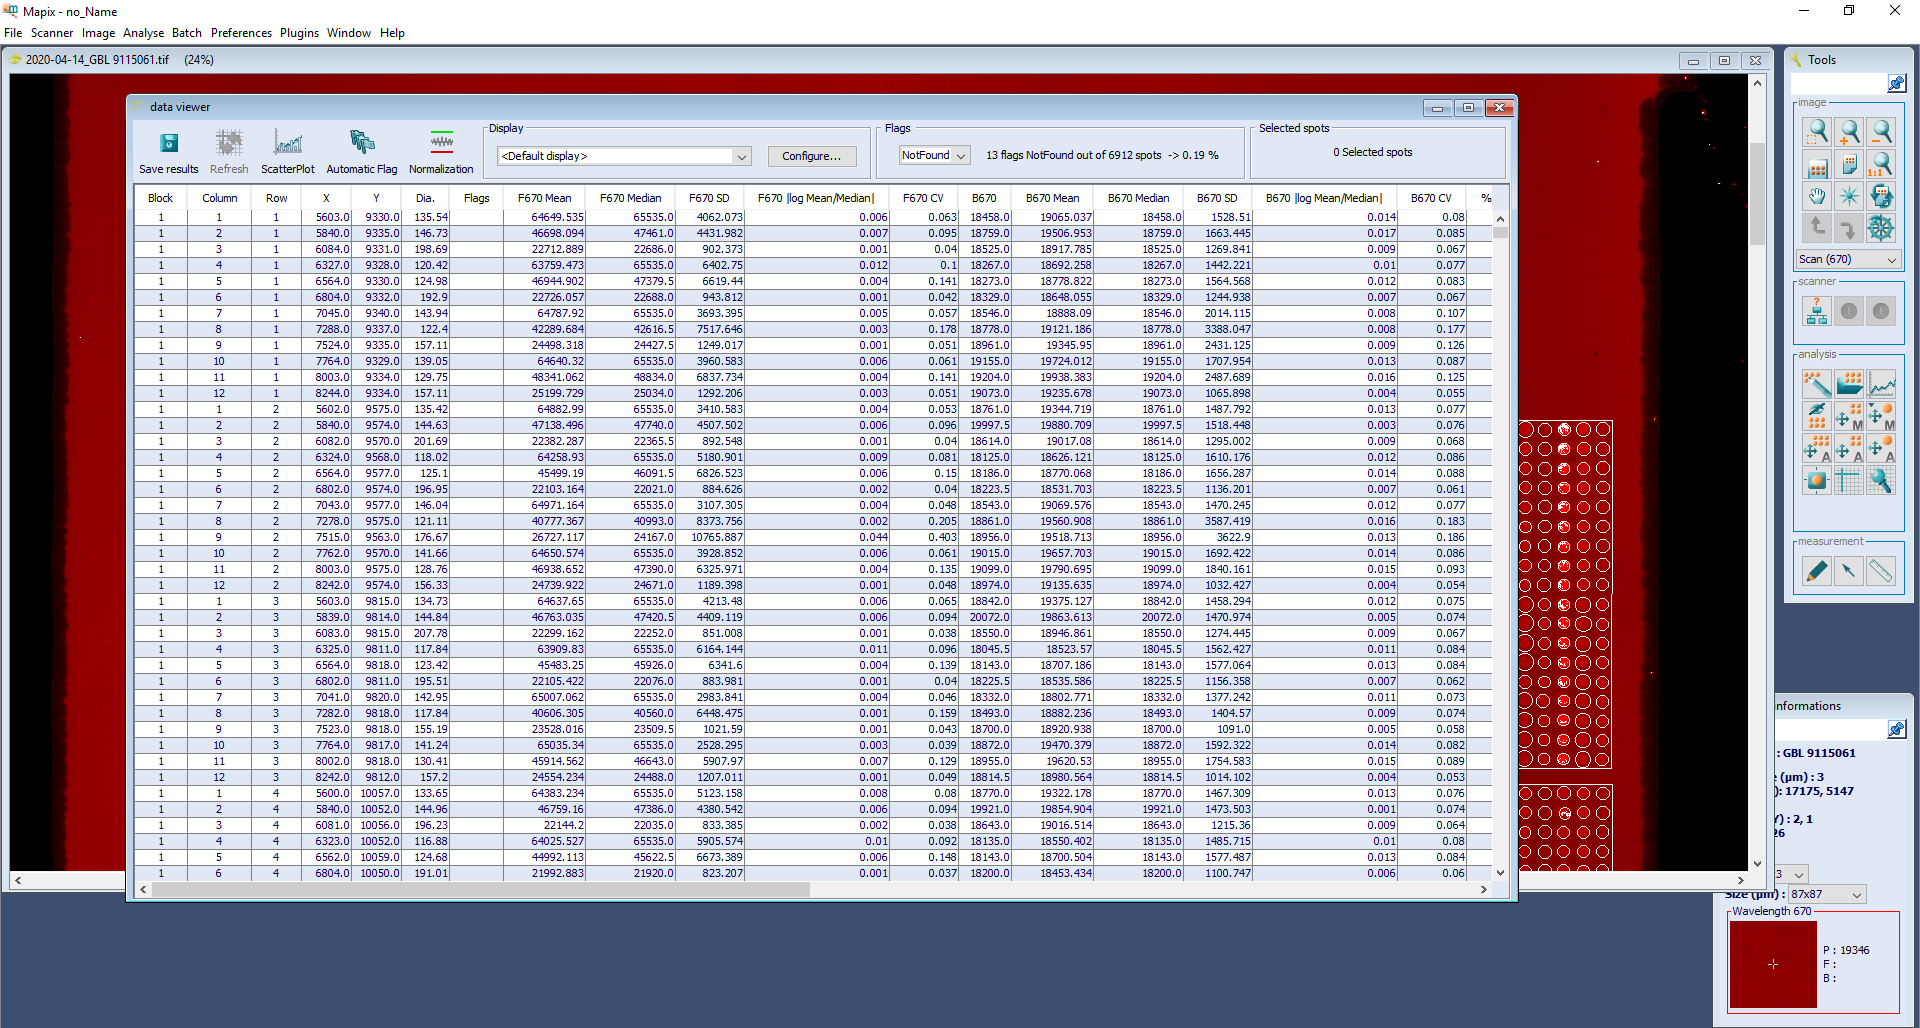 Mapix - no_Name
File Scanner Image Analyse Batch Preferences Plugins Window Help
2020-04-14_GBL 9115061.tif (24%)
data viewer
Save results Refresh ScatterPlot Automatic Flag Normalization
Display
<Default display>
Configure...
Flags
NotFound
13 flags NotFound out of 6912 spots -> 0.19 %
Selected spots
0 Selected spots
Block Column Row X Y Dia. Flags F670 Mean F670 Median F670 SD F670 |log Mean/Median| F670 CV B670 B670 Mean B670 Median B670 SD B670 |log Mean/Median| B670 CV %
1 1 1 5603.0 9330.0 135.54 64649.535 65535.0 4062.073 0.006 0.063 18458.0 19065.037 18458.0 1528.51 0.014 0.08
1 2 1 5840.0 9335.0 146.73 46698.094 47461.0 4431.982 0.007 0.095 18759.0 19506.953 18759.0 1663.445 0.017 0.085
1 3 1 6084.0 9331.0 198.69 22712.889 22686.0 902.373 0.001 0.04 18525.0 18917.785 18525.0 1269.841 0.009 0.067
1 4 1 6327.0 9328.0 120.42 63759.473 65535.0 6402.75 0.012 0.1 18267.0 18692.258 18267.0 1442.221 0.01 0.077
1 5 1 6564.0 9330.0 124.98 46944.902 47379.5 6619.44 0.004 0.141 18273.0 18778.822 18273.0 1564.568 0.012 0.083
1 6 1 6804.0 9332.0 192.9 22726.057 22688.0 943.812 0.001 0.042 18329.0 18648.055 18329.0 1244.938 0.007 0.067
1 7 1 7045.0 9340.0 143.94 64787.92 65535.0 3693.395 0.005 0.057 18546.0 18888.09 18546.0 2014.115 0.008 0.107
1 8 1 7288.0 9337.0 122.4 42289.684 42616.5 7517.646 0.003 0.178 18778.0 19121.186 18778.0 3388.047 0.008 0.177
1 9 1 7524.0 9335.0 157.11 24498.318 24427.5 1249.017 0.001 0.051 18961.0 19345.95 18961.0 2431.125 0.009 0.126
1 10 1 7764.0 9329.0 139.05 64640.32 65535.0 3960.583 0.006 0.061 19155.0 19724.012 19155.0 1707.954 0.013 0.087
1 11 1 8003.0 9334.0 129.75 48341.062 48834.0 6837.734 0.004 0.141 19204.0 19938.383 19204.0 2487.689 0.016 0.125
1 12 1 8244.0 9334.0 157.11 25199.729 25034.0 1292.206 0.003 0.051 19073.0 19235.678 19073.0 1065.898 0.004 0.055
1 1 2 5602.0 9575.0 135.42 64882.99 65535.0 3410.583 0.004 0.053 18761.0 19344.719 18761.0 1487.792 0.013 0.077
1 2 2 5840.0 9574.0 144.63 47138.496 47740.0 4507.502 0.006 0.096 19997.5 19880.709 19997.5 1518.448 0.003 0.076
1 3 2 6082.0 9570.0 201.69 22382.287 22365.5 892.548 0.001 0.04 18614.0 19017.08 18614.0 1295.002 0.009 0.068
1 4 2 6324.0 9568.0 118.02 64258.93 65535.0 5180.901 0.009 0.081 18125.0 18626.121 18125.0 1610.176 0.012 0.086
1 5 2 6564.0 9577.0 125.1 45499.19 46091.5 6826.523 0.006 0.15 18186.0 18770.068 18186.0 1656.287 0.014 0.088
1 6 2 6802.0 9574.0 196.95 22103.164 22021.0 884.626 0.002 0.04 18223.5 18531.703 18223.5 1136.201 0.007 0.061
1 7 2 7043.0 9577.0 146.04 64971.164 65535.0 3107.305 0.004 0.048 18543.0 19069.576 18543.0 1470.245 0.012 0.077
1 8 2 7278.0 9575.0 121.11 40777.367 40993.0 8373.756 0.002 0.205 18861.0 19560.908 18861.0 3587.419 0.016 0.183
1 9 2 7515.0 9563.0 176.67 26727.117 24167.0 10765.887 0.044 0.403 18956.0 19518.713 18956.0 3622.9 0.013 0.186
1 10 2 7762.0 9570.0 141.66 64650.574 65535.0 3928.852 0.006 0.061 19015.0 19657.703 19015.0 1692.422 0.014 0.086
1 11 2 8003.0 9575.0 128.76 46938.652 47390.0 6325.971 0.004 0.135 19099.0 19790.695 19099.0 1840.161 0.015 0.093
1 12 2 8242.0 9574.0 156.33 24739.922 24671.0 1189.398 0.001 0.048 18974.0 19135.635 18974.0 1032.427 0.004 0.054
1 1 3 5603.0 9815.0 134.73 64637.65 65535.0 4213.48 0.006 0.065 18842.0 19375.127 18842.0 1458.294 0.012 0.075
1 2 3 5839.0 9814.0 144.84 46763.035 47420.5 4409.119 0.006 0.094 20072.0 19863.613 20072.0 1470.974 0.005 0.074
1 3 3 6083.0 9815.0 207.78 22299.162 22252.0 851.008 0.001 0.038 18550.0 18946.861 18550.0 1274.445 0.009 0.067
1 4 3 6325.0 9811.0 117.84 63909.83 65535.0 6164.144 0.011 0.096 18045.5 18523.57 18045.5 1562.427 0.011 0.084
1 5 3 6564.0 9818.0 123.42 45483.25 45926.0 6341.6 0.004 0.139 18143.0 18707.186 18143.0 1577.064 0.013 0.084
1 6 3 6802.0 9811.0 195.51 22105.422 22076.0 883.981 0.001 0.04 18225.5 18535.586 18225.5 1156.358 0.007 0.062
1 7 3 7041.0 9820.0 142.95 65007.062 65535.0 2983.841 0.004 0.046 18332.0 18802.771 18332.0 1377.242 0.011 0.073
1 8 3 7282.0 9818.0 117.84 40606.305 40560.0 6448.475 0.001 0.159 18493.0 18882.236 18493.0 1404.57 0.009 0.074
1 9 3 7523.0 9818.0 155.19 23528.016 23509.5 1021.59 0.001 0.043 18700.0 18920.938 18700.0 1091.0 0.005 0.058
1 10 3 7764.0 9817.0 141.24 65035.34 65535.0 2528.295 0.003 0.039 18872.0 19470.379 18872.0 1592.322 0.014 0.082
1 11 3 8002.0 9818.0 130.41 45914.562 46643.0 5907.97 0.007 0.129 18955.0 19620.53 18955.0 1754.583 0.015 0.089
1 12 3 8242.0 9812.0 157.2 24554.234 24488.0 1207.011 0.001 0.049 18814.5 18980.564 18814.5 1014.102 0.004 0.053
1 1 4 5600.0 10057.0 133.65 64383.234 65535.0 5123.158 0.008 0.08 18770.0 19322.178 18770.0 1467.309 0.013 0.076
1 2 4 5840.0 10052.0 144.96 46759.16 47386.0 4380.542 0.006 0.094 19921.0 19854.904 19921.0 1473.503 0.001 0.074
1 3 4 6081.0 10056.0 196.23 22144.2 22035.0 833.385 0.002 0.038 18643.0 19016.514 18643.0 1215.36 0.009 0.064
1 4 4 6323.0 10052.0 116.88 64025.527 65535.0 5905.574 0.01 0.092 18135.0 18550.402 18135.0 1485.715 0.01 0.08
1 5 4 6562.0 10059.0 124.68 44992.113 45622.5 6673.389 0.006 0.148 18143.0 18700.504 18143.0 1577.487 0.013 0.084
1 6 4 6804.0 10050.0 191.01 21992.883 21920.0 823.207 0.001 0.037 18200.0 18453.434 18200.0 1100.747 0.006 0.06
Tools
image
1:1
Scan (670)
scanner
analysis
M M
A A A
measurement
informations
: GBL 9115061
(µm) : 3
): 17175, 5147
Y) : 2, 1
26
3
Size (µm) : 87x87
Wavelength 670
P : 19346
F :
B :